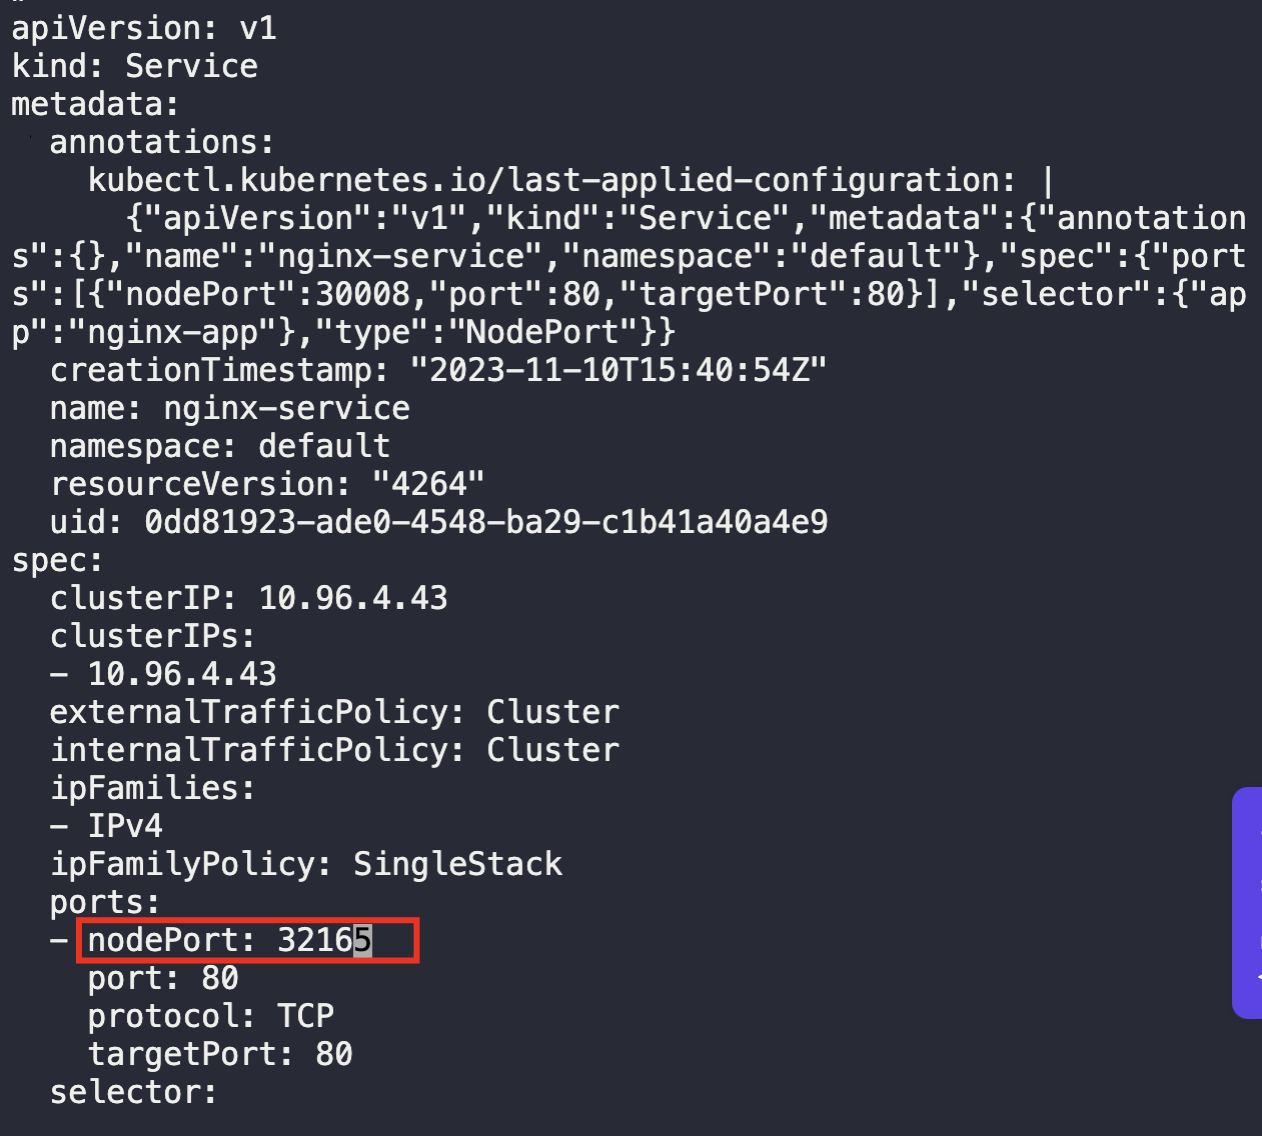 apiVersion: v1
kind: Service
metadata:
  annotations:
    kubectl.kubernetes.io/last-applied-configuration: |
      {"apiVersion":"v1","kind":"Service","metadata":{"annotation
s":{},"name":"nginx-service","namespace":"default"},"spec":{"port
s":[{"nodePort":30008,"port":80,"targetPort":80}],"selector":{"ap
p":"nginx-app"},"type":"NodePort"}}
  creationTimestamp: "2023-11-10T15:40:54Z"
  name: nginx-service
  namespace: default
  resourceVersion: "4264"
  uid: 0dd81923-ade0-4548-ba29-c1b41a40a4e9
spec:
  clusterIP: 10.96.4.43
  clusterIPs:
  - 10.96.4.43
  externalTrafficPolicy: Cluster
  internalTrafficPolicy: Cluster
  ipFamilies:
  - IPv4
  ipFamilyPolicy: SingleStack
  ports:
  - nodePort: 32165
    port: 80
    protocol: TCP
    targetPort: 80
  selector: